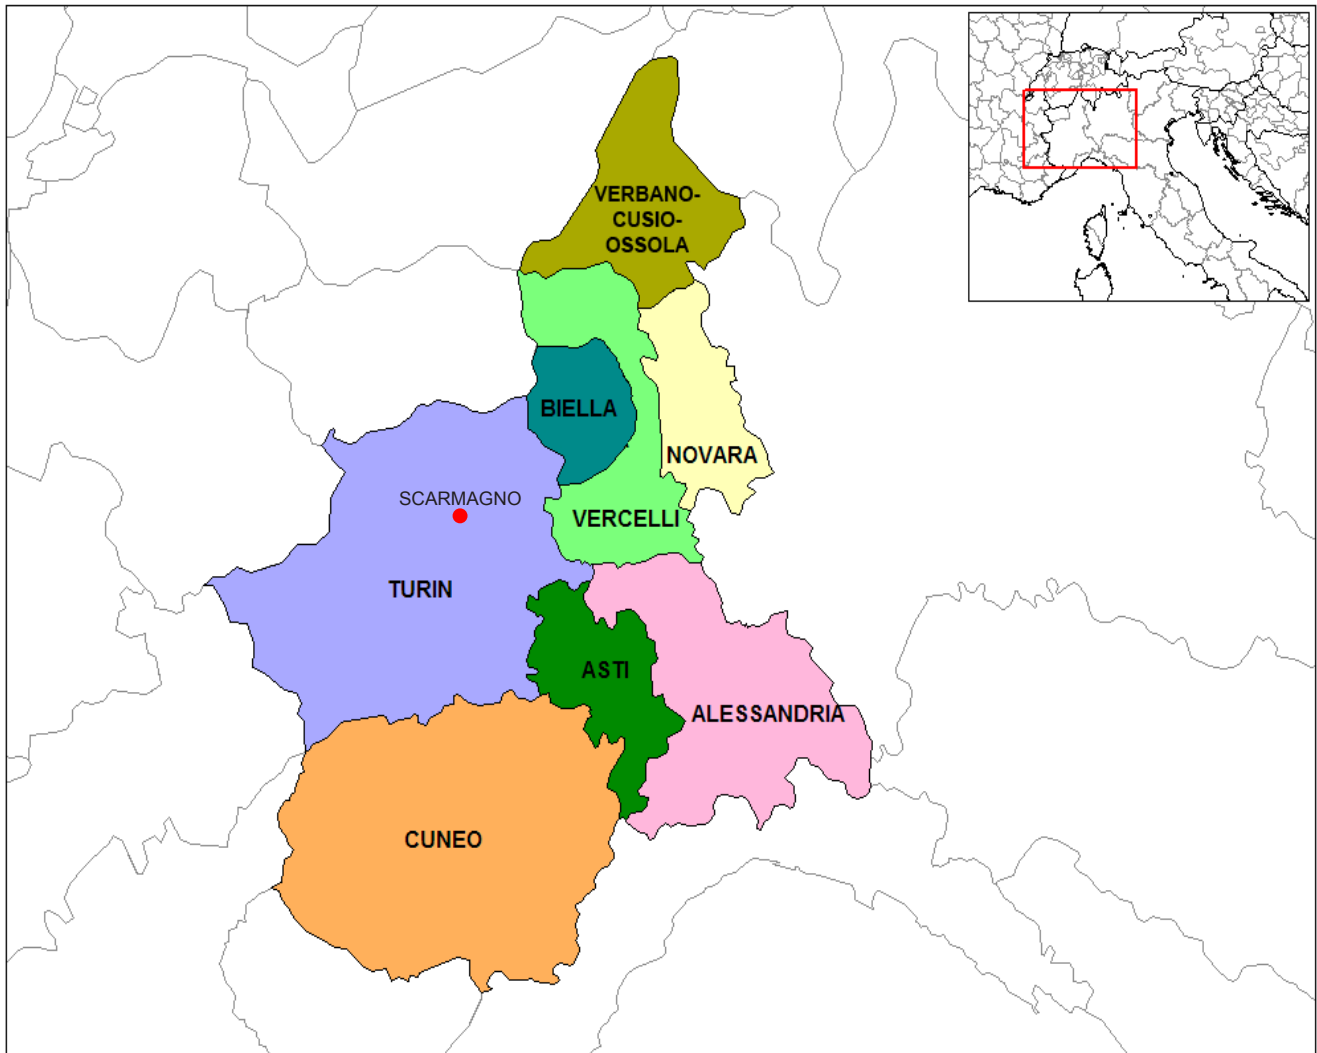 VERBANO-
CUSIO-
OSSOLA
BIELLA
NOVARA
SCARMAGNO
VERCELLI
TURIN
ASTI
ALESSANDRIA
CUNEO